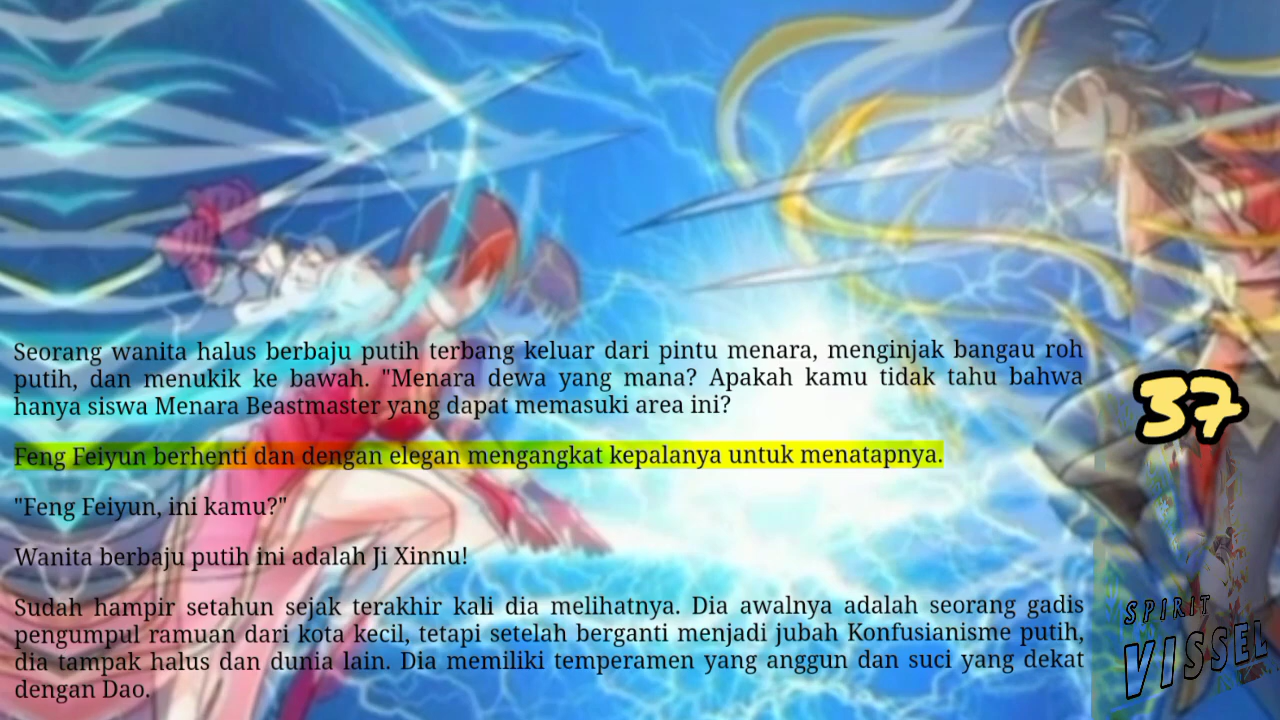 Seorang wanita halus berbaju putih terbang keluar dari pintu menara, menginjak bangau roh
putih, dan menukik ke bawah. "Menara dewa yang mana? Apakah kamu tidak tahu bahwa
hanya siswa Menara Beastmaster yang dapat memasuki area ini?
Feng Feiyun berhenti dan dengan elegan mengangkat kepalanya untuk menatapnya.
"Feng Feiyun, ini kamu?"
Wanita berbaju putih ini adalah Ji Xinnu!
Sudah hampir setahun sejak terakhir kali dia melihatnya. Dia awalnya adalah seorang gadis
pengumpul ramuan dari kota kecil, tetapi setelah berganti menjadi jubah Konfusianisme putih,
dia tampak halus dan dunia lain. Dia memiliki temperamen yang anggun dan suci yang dekat
dengan Dao.
37
SPIRIT
VISSEL